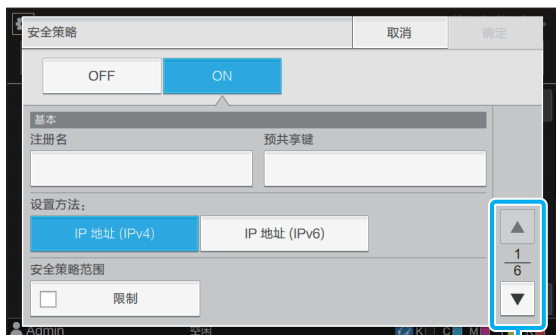 安全策略 取消 确定
OFF ON
基本
注册名 预共享键
设置方法:
IP 地址 (IPv4) IP 地址 (IPv6)
安全策略范围
限制
1
6
Admin 空闲 K C M